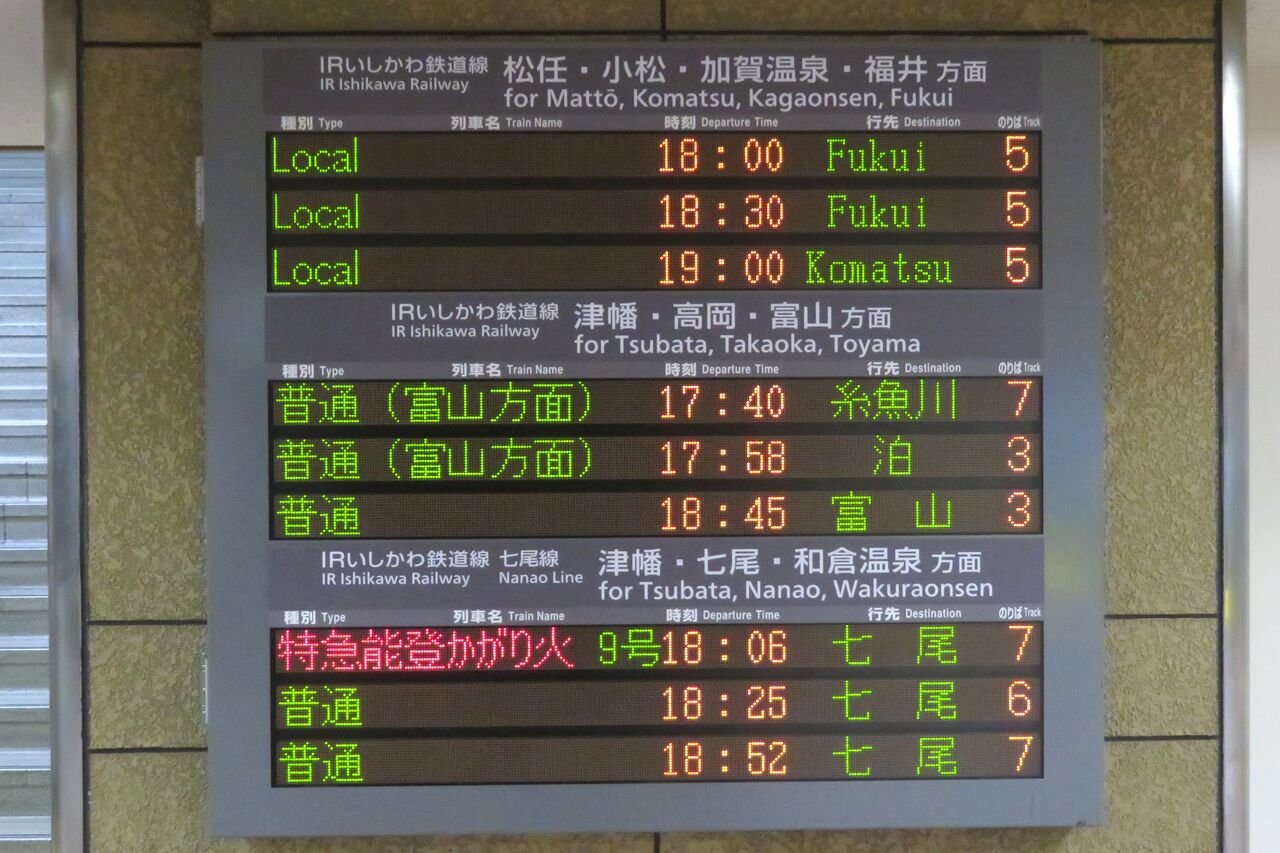 IRいしかわ鉄道線 松任・小松・加賀温泉・福井 方面
IR Ishikawa Railway for Mattō, Komatsu, Kagaonsen, Fukui
種別 Type 列車名 Train Name 時刻 Departure Time 行先 Destination のりば Track
Local 18:00 Fukui 5
Local 18:30 Fukui 5
Local 19:00 Komatsu 5
IRいしかわ鉄道線 津幡・高岡・富山 方面
IR Ishikawa Railway for Tsubata, Takaoka, Toyama
種別 Type 列車名 Train Name 時刻 Departure Time 行先 Destination のりば Track
普通(富山方面) 17:40 糸魚川 7
普通(富山方面) 17:58 泊 3
普通 18:45 富山 3
IRいしかわ鉄道線 七尾線 津幡・七尾・和倉温泉 方面
IR Ishikawa Railway Nanao Line for Tsubata, Nanao, Wakuraonsen
種別 Type 列車名 Train Name 時刻 Departure Time 行先 Destination のりば Track
特急能登かがり火 9号 18:06 七尾 7
普通 18:25 七尾 6
普通 18:52 七尾 7